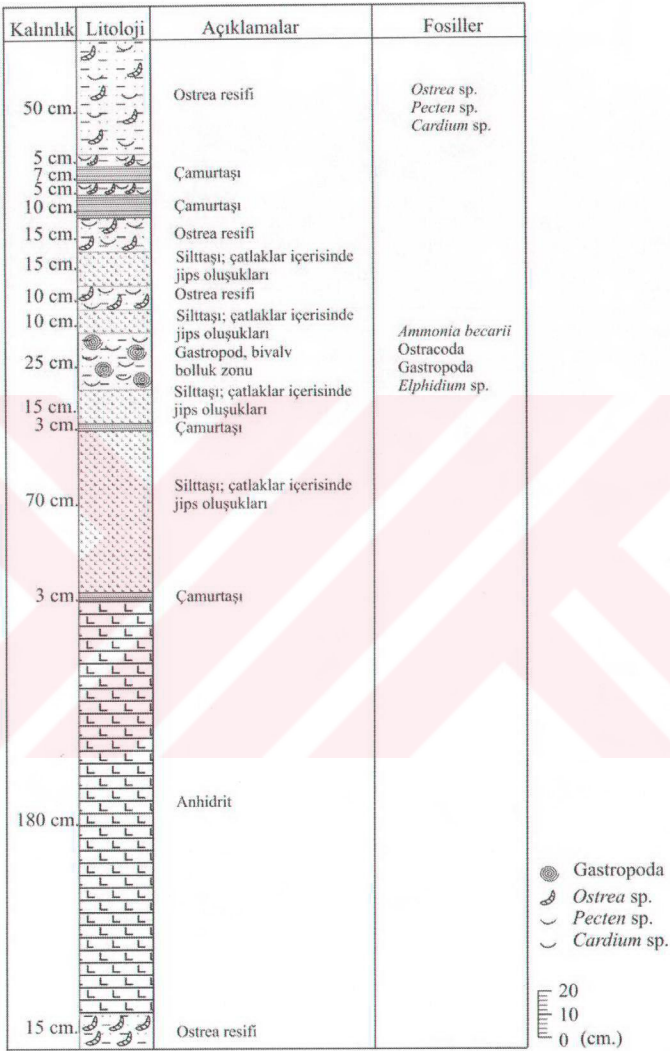 Kalınlık Litoloji Açıklamalar Fosiller
50 cm. Ostrea resifi Ostrea sp.
Pecten sp.
Cardium sp.
5 cm.
7 cm. Çamurtaşı
5 cm.
10 cm. Çamurtaşı
15 cm. Ostrea resifi
15 cm. Silttaşı; çatlaklar içerisinde
jips oluşukları
10 cm. Ostrea resifi
10 cm. Silttaşı; çatlaklar içerisinde
jips oluşukları
25 cm. Gastropod, bivalv
bolluk zonu
Ammonia becarii
Ostracoda
Gastropoda
Elphidium sp.
15 cm. Silttaşı; çatlaklar içerisinde
jips oluşukları
3 cm. Çamurtaşı
70 cm. Silttaşı; çatlaklar içerisinde
jips oluşukları
3 cm. Çamurtaşı
180 cm. Anhidrit
15 cm. Ostrea resifi
Gastropoda
Ostrea sp.
Pecten sp.
Cardium sp.
20
10
0 (cm.)